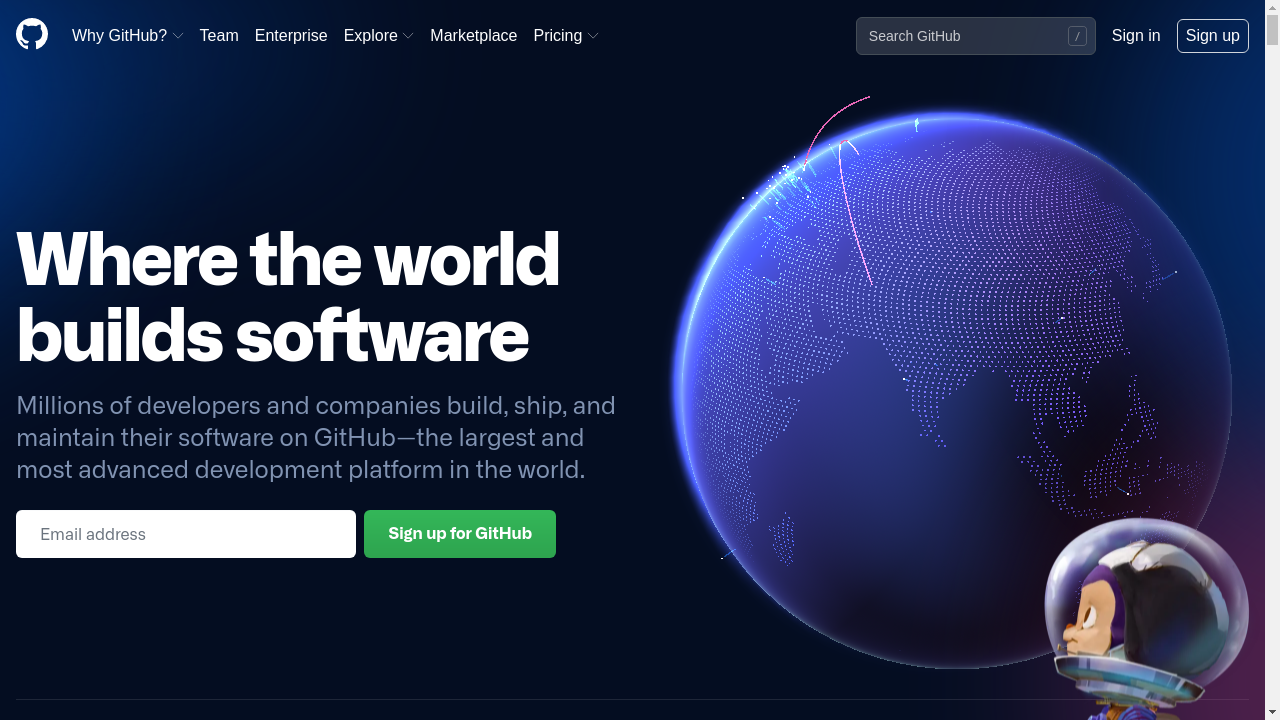 Why GitHub? Team Enterprise Explore Marketplace Pricing Search GitHub / Sign in Sign up
Where the world
builds software
Millions of developers and companies build, ship, and
maintain their software on GitHub—the largest and
most advanced development platform in the world.
Email address Sign up for GitHub